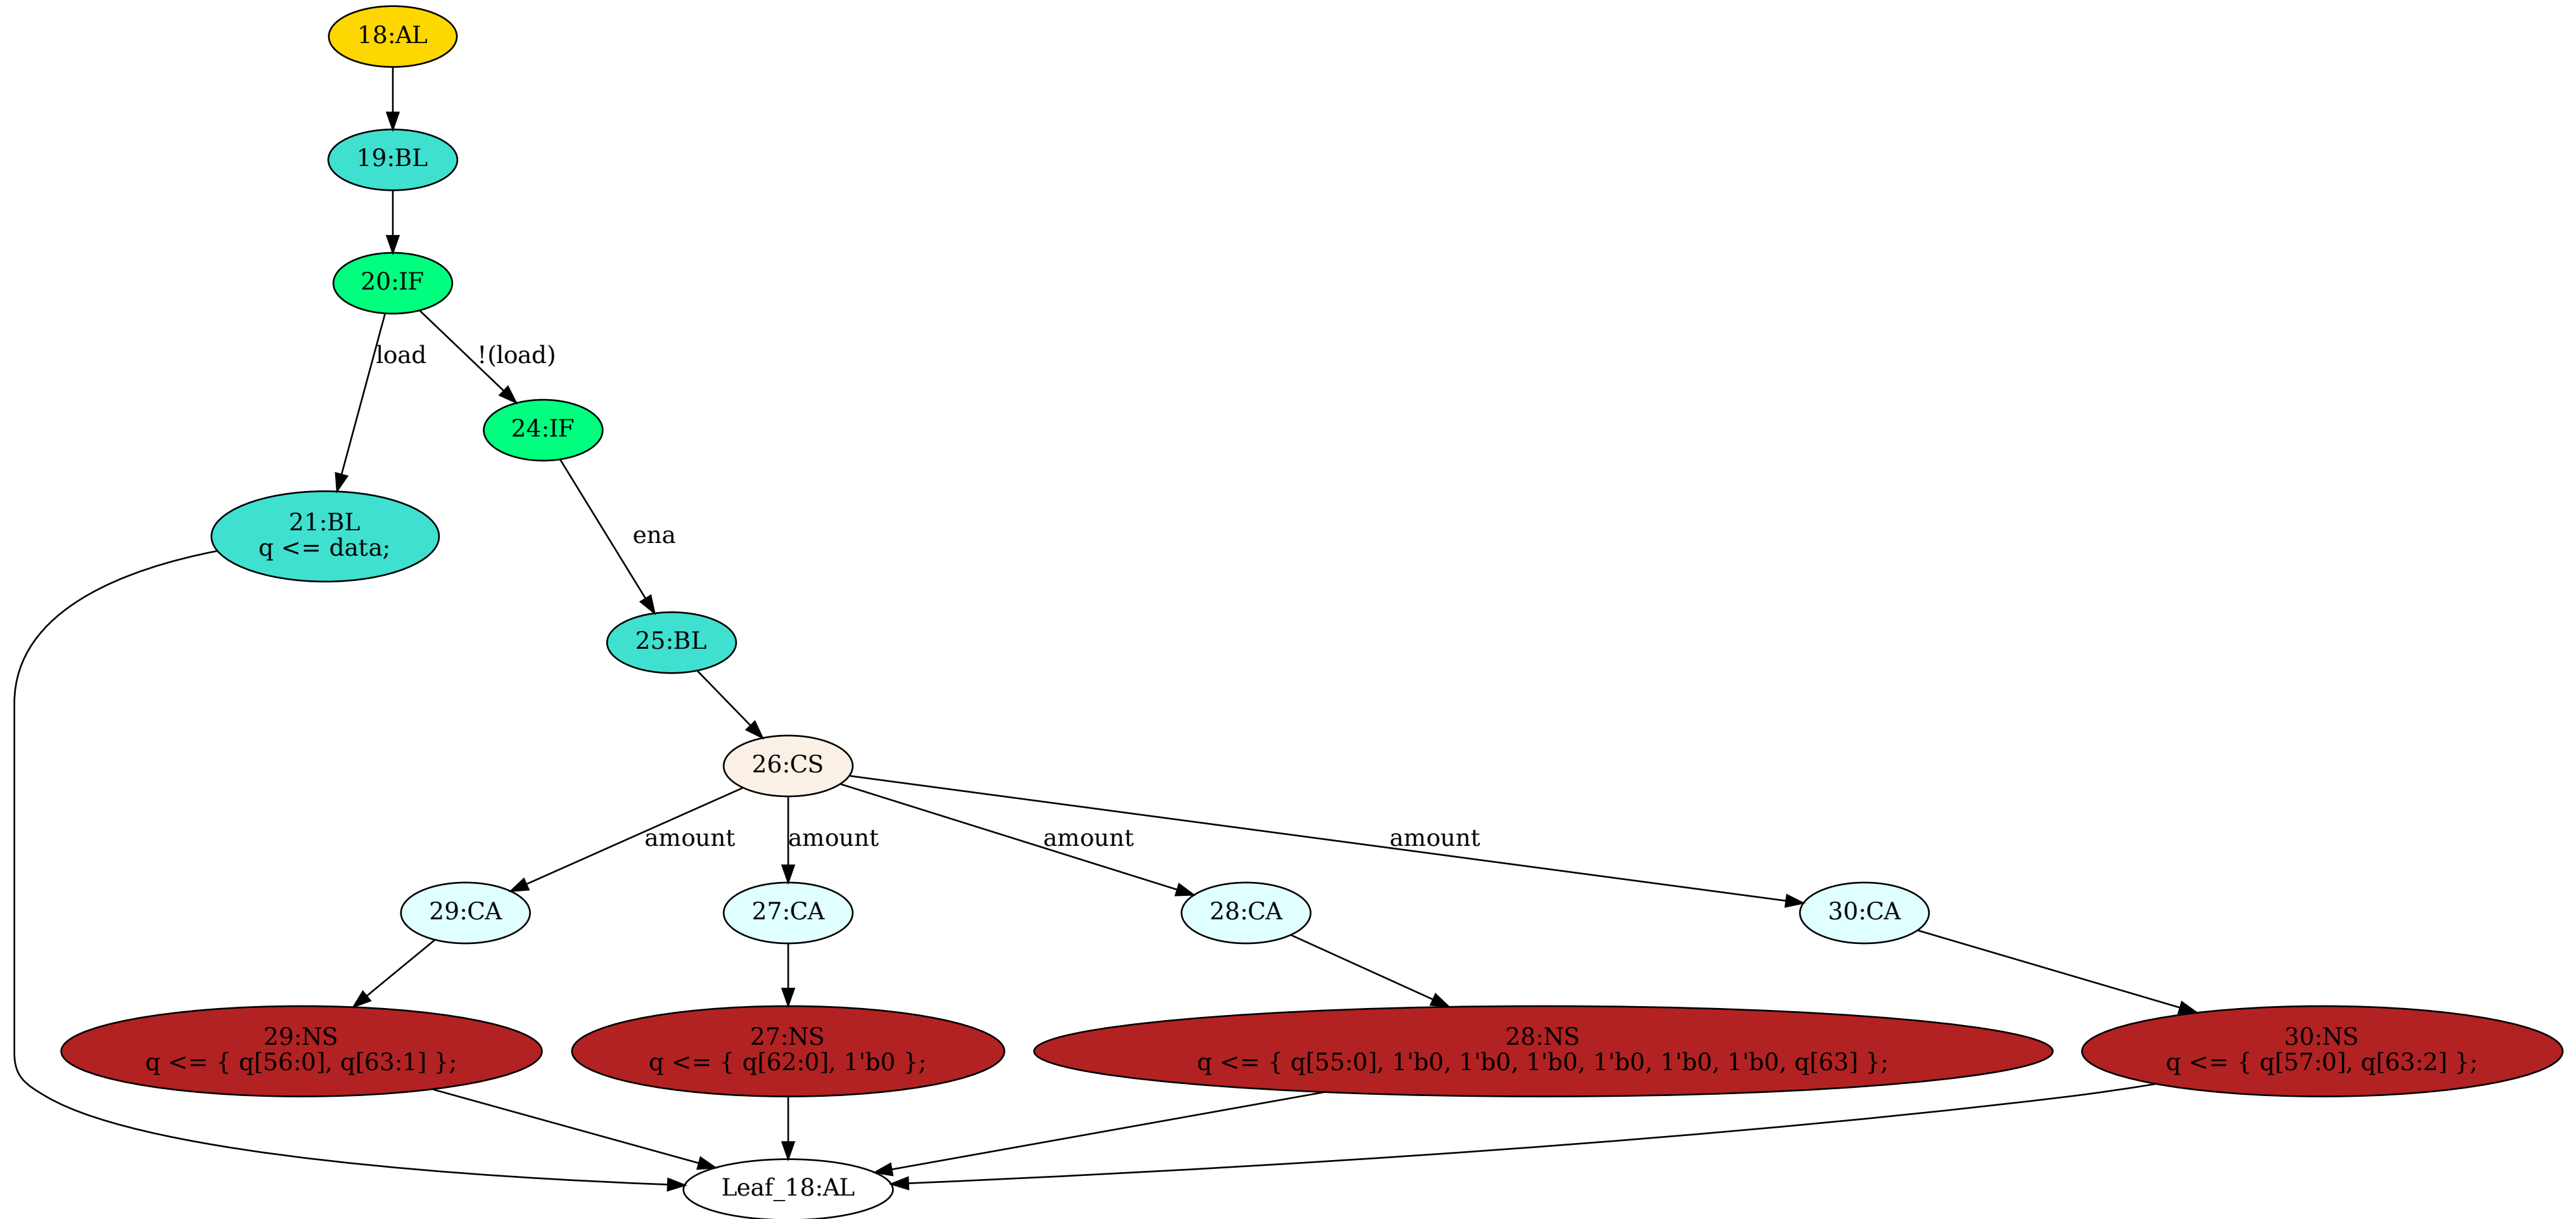 18:AL
19:BL
20:IF
load
!(load)
24:IF
21:BL
q <= data;
ena
25:BL
26:CS
amount
amount
amount
amount
29:CA
27:CA
28:CA
30:CA
29:NS
q <= { q[56:0], q[63:1] };
27:NS
q <= { q[62:0], 1'b0 };
28:NS
q <= { q[55:0], 1'b0, 1'b0, 1'b0, 1'b0, 1'b0, 1'b0, q[63] };
30:NS
q <= { q[57:0], q[63:2] };
Leaf_18:AL